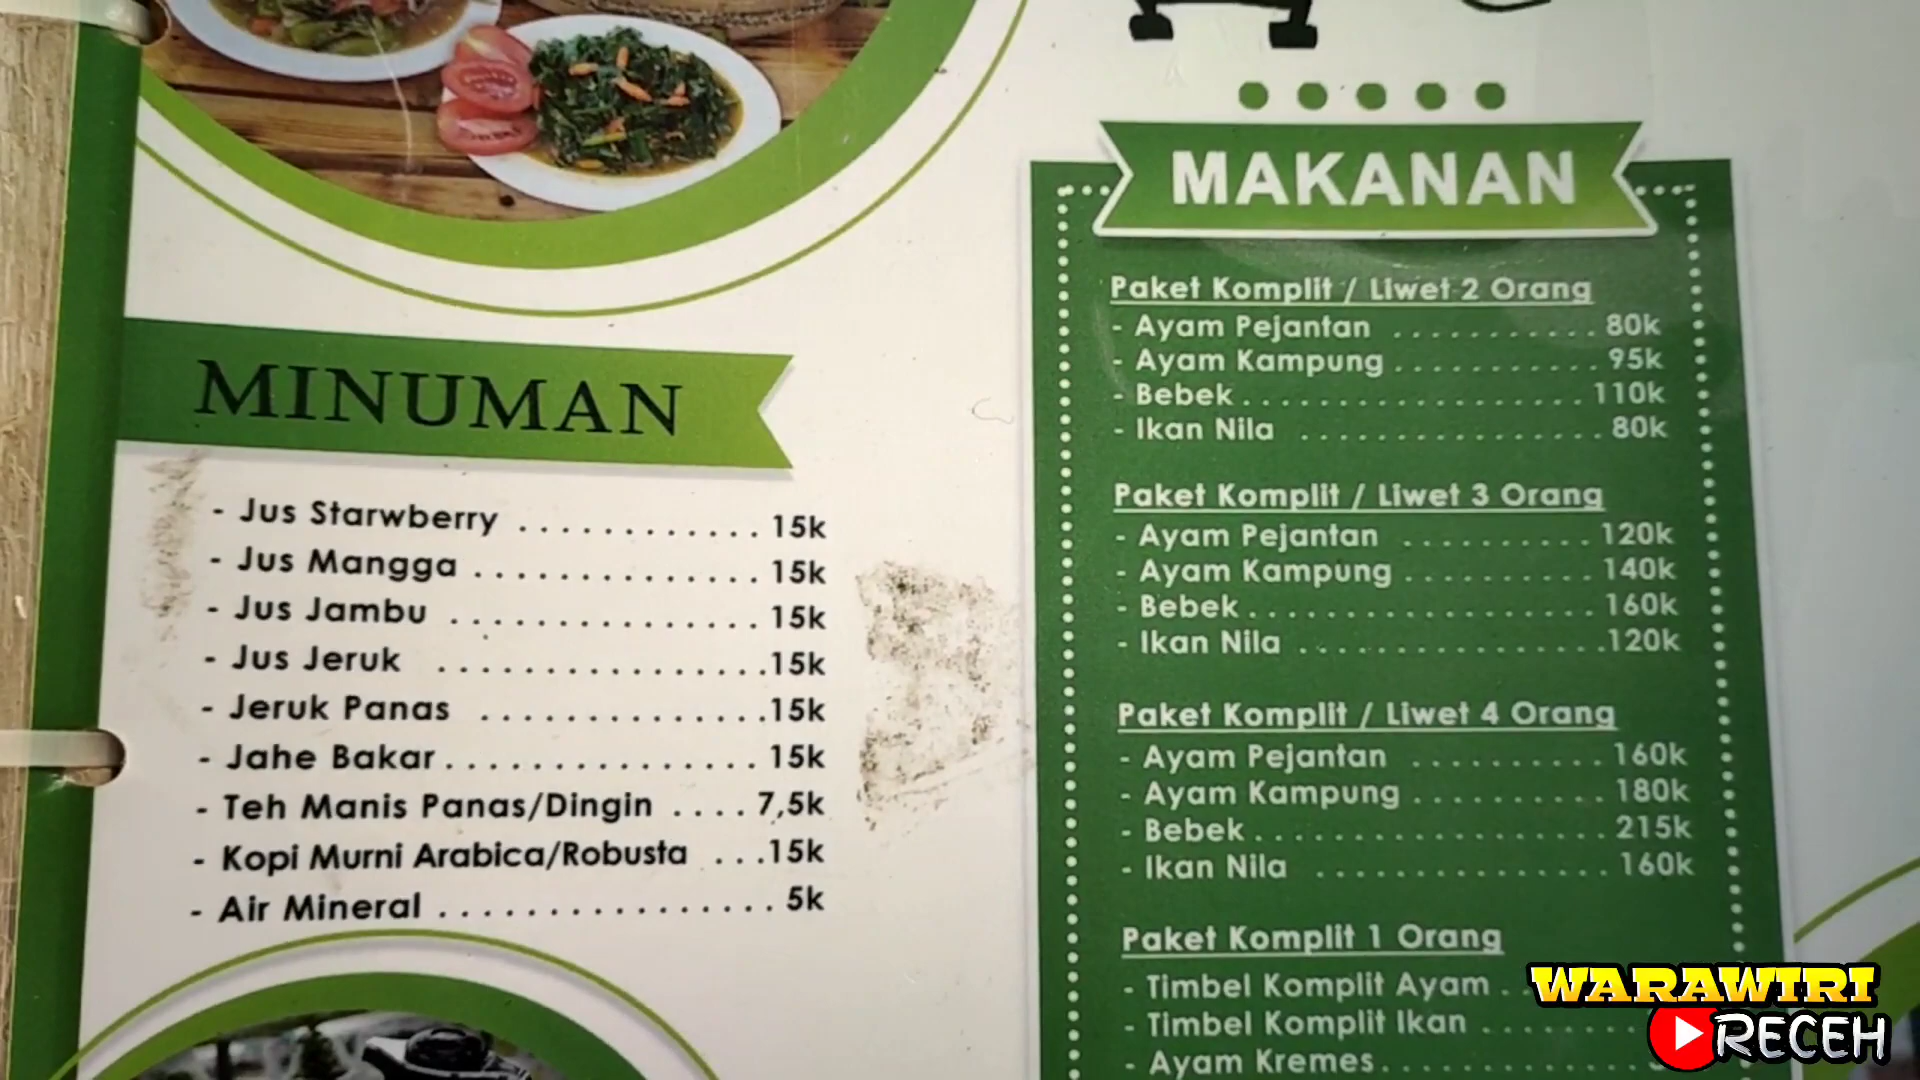 MINUMAN
- Jus Starwberry ............ 15k
- Jus Mangga .............. 15k
- Jus Jambu ............... 15k
- Jus Jeruk ................15k
- Jeruk Panas ...............15k
- Jahe Bakar............... 15k
- Teh Manis Panas/Dingin .... 7,5k
- Kopi Murni Arabica/Robusta ...15k
- Air Mineral ................ 5k
MAKANAN
Paket Komplit / Liwet 2 Orang
- Ayam Pejantan ........... 80k
- Ayam Kampung ........... 95k
- Bebek.................... 110k
- Ikan Nila ................. 80k
Paket Komplit / Liwet 3 Orang
- Ayam Pejantan .......... 120k
- Ayam Kampung .......... 140k
- Bebek.................... 160k
- Ikan Nila .................120k
Paket Komplit / Liwet 4 Orang
- Ayam Pejantan .......... 160k
- Ayam Kampung .......... 180k
- Bebek.................... 215k
- Ikan Nila ................ 160k
Paket Komplit 1 Orang
- Timbel Komplit Ayam ..
- Timbel Komplit Ikan .......
- Ayam Kremes.............
WARAWIRI
RECEH